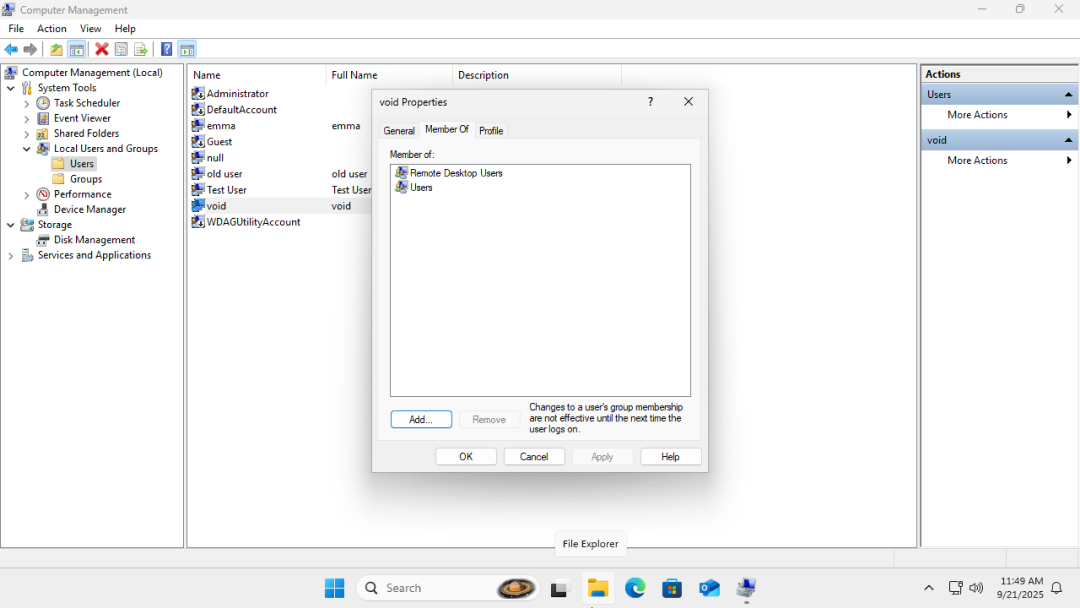 Computer Management
File Action View Help
Computer Management (Local)
System Tools
Task Scheduler
Event Viewer
Shared Folders
Local Users and Groups
Users
Groups
Performance
Device Manager
Storage
Disk Management
Services and Applications
Name Full Name Description
Administrator
DefaultAccount
emma emma
Guest
null
old user old user
Test User Test User
void void
WDAGUtilityAccount
void Properties
?
General Member Of Profile
Member of:
Remote Desktop Users
Users
Add... Remove
Changes to a user's group membership
are not effective until the next time the
user logs on.
OK Cancel Apply Help
Actions
Users
More Actions
void
More Actions
File Explorer
Search
11:49 AM
9/21/2025